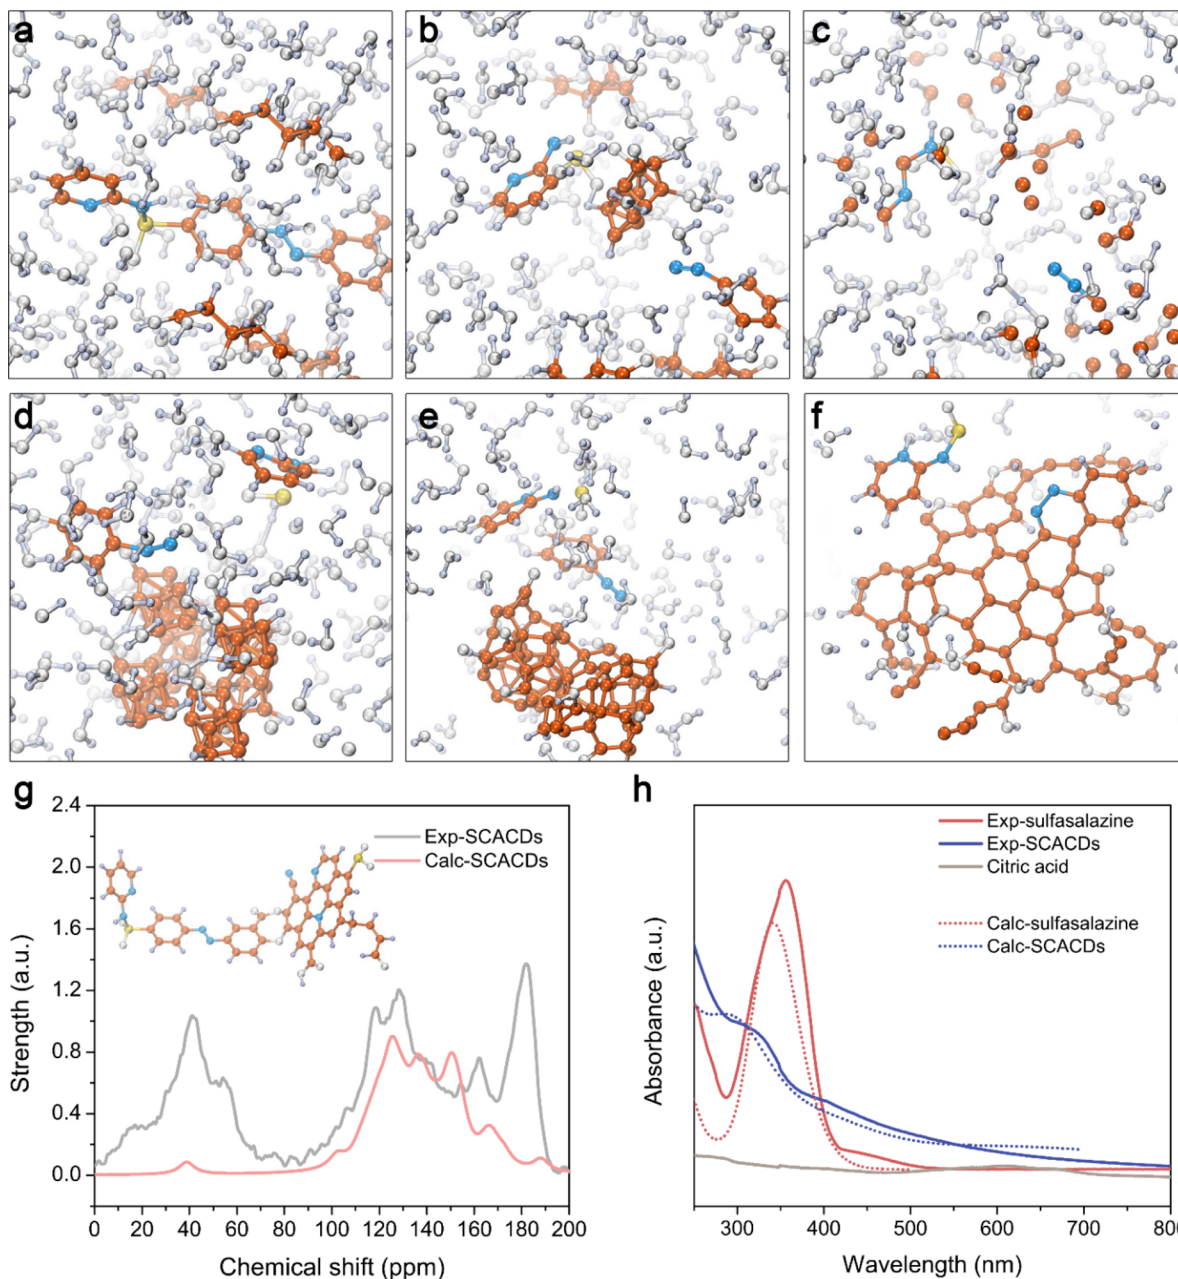 a
b
c
d
e
f
g
2.4
2.0
1.6
1.2
0.8
0.4
0.0
Strength (a.u.)
Exp-SCACDs
Calc-SCACDs
0 20 40 60 80 100 120 140 160 180 200
Chemical shift (ppm)
h
Absorbance (a.u.)
Exp-sulfasalazine
Exp-SCACDs
Citric acid
Calc-sulfasalazine
Calc-SCACDs
300 400 500 600 700 800
Wavelength (nm)